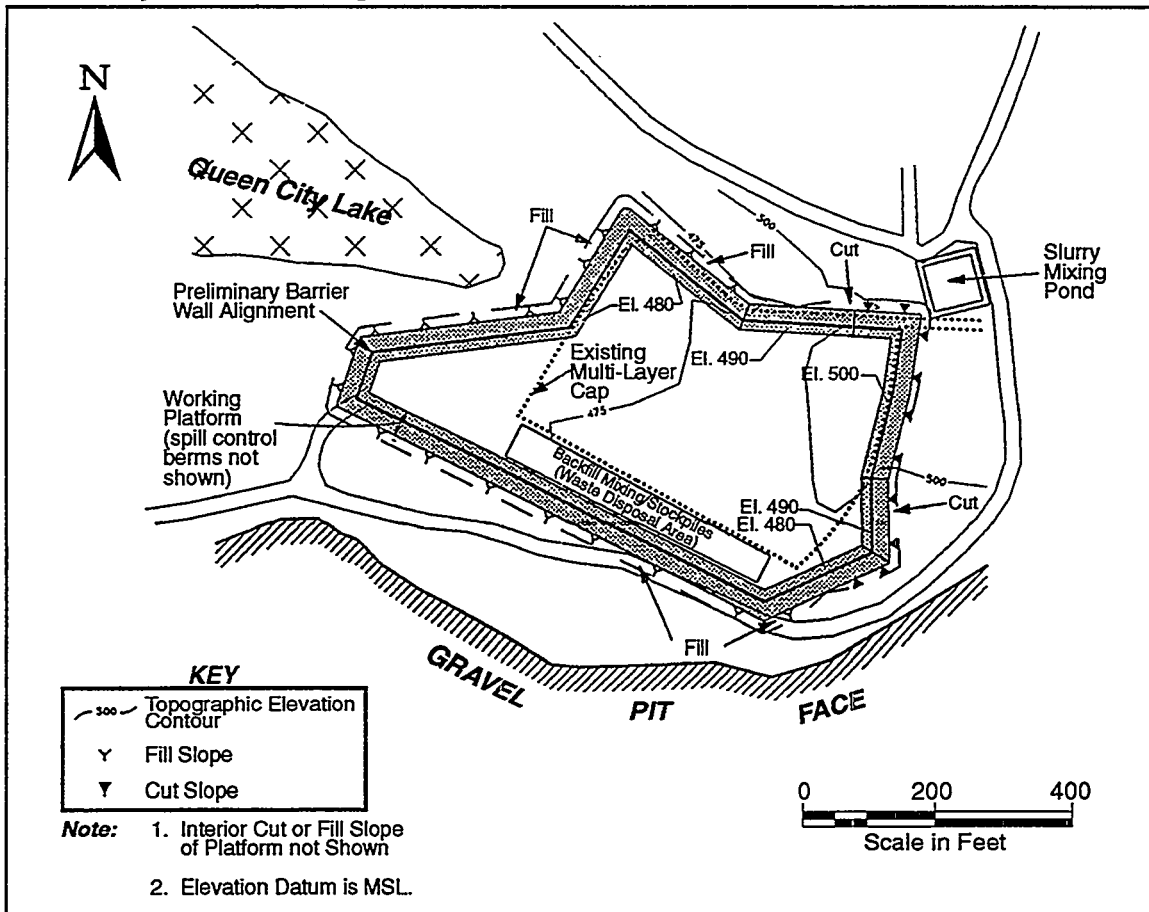 N
Queen City Lake
Fill
500
475
Fill
Cut
Slurry
Mixing
Pond
Preliminary Barrier
Wall Alignment
El. 480
Existing
Multi-Layer
Cap
El. 490
El. 500
475
Working
Platform
(spill control
berms not
shown)
Backfill Mixing/Stockpiles
(Waste Disposal
Area)
500
El. 490
El. 480
Cut
Fill
GRAVEL
PIT
FACE
KEY
500 Topographic Elevation
Contour
Fill Slope
Cut Slope
Note: 1. Interior Cut or Fill Slope
of Platform not Shown
2. Elevation Datum is MSL.
0 200 400
Scale in Feet